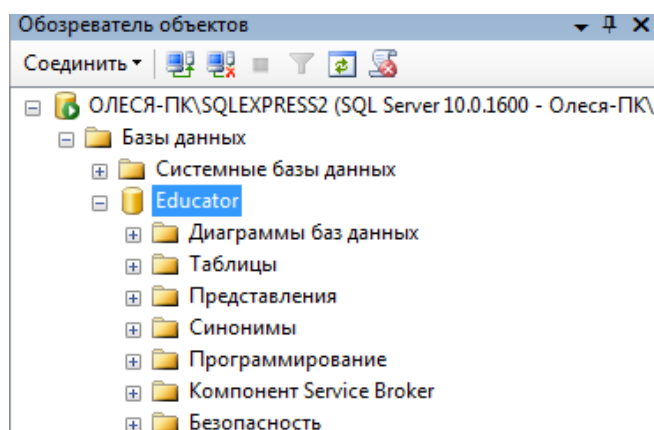 Обозреватель объектов
Соединить
ОЛЕСЯ-ПК\SQLEXPRESS2 (SQL Server 10.0.1600 - Олеся-ПК\
Базы данных
Системные базы данных
Educator
Диаграммы баз данных
Таблицы
Представления
Синонимы
Программирование
Компонент Service Broker
Безопасность